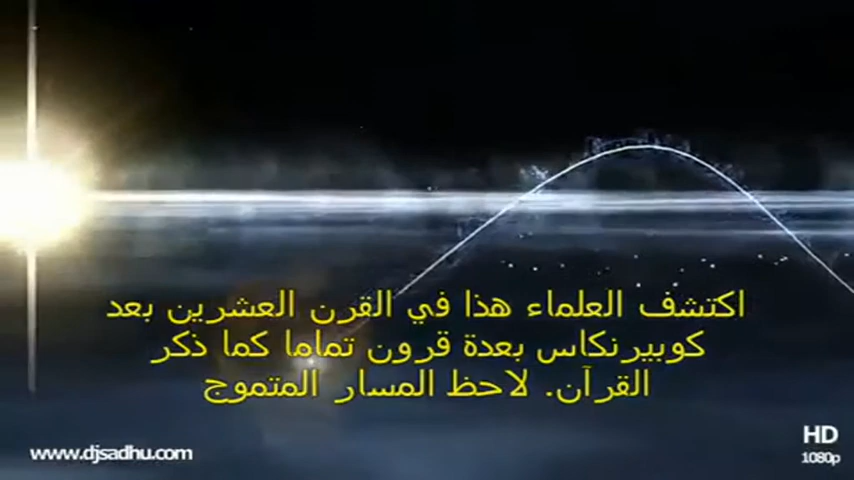 اكتشف العلماء هذا في القرن العشرين بعد
كوبيرنكاس بعدة قرون تماما كما ذكر
القرآن. لاحظ المسار المتموج
www.djsadhu.com
HD
1080p